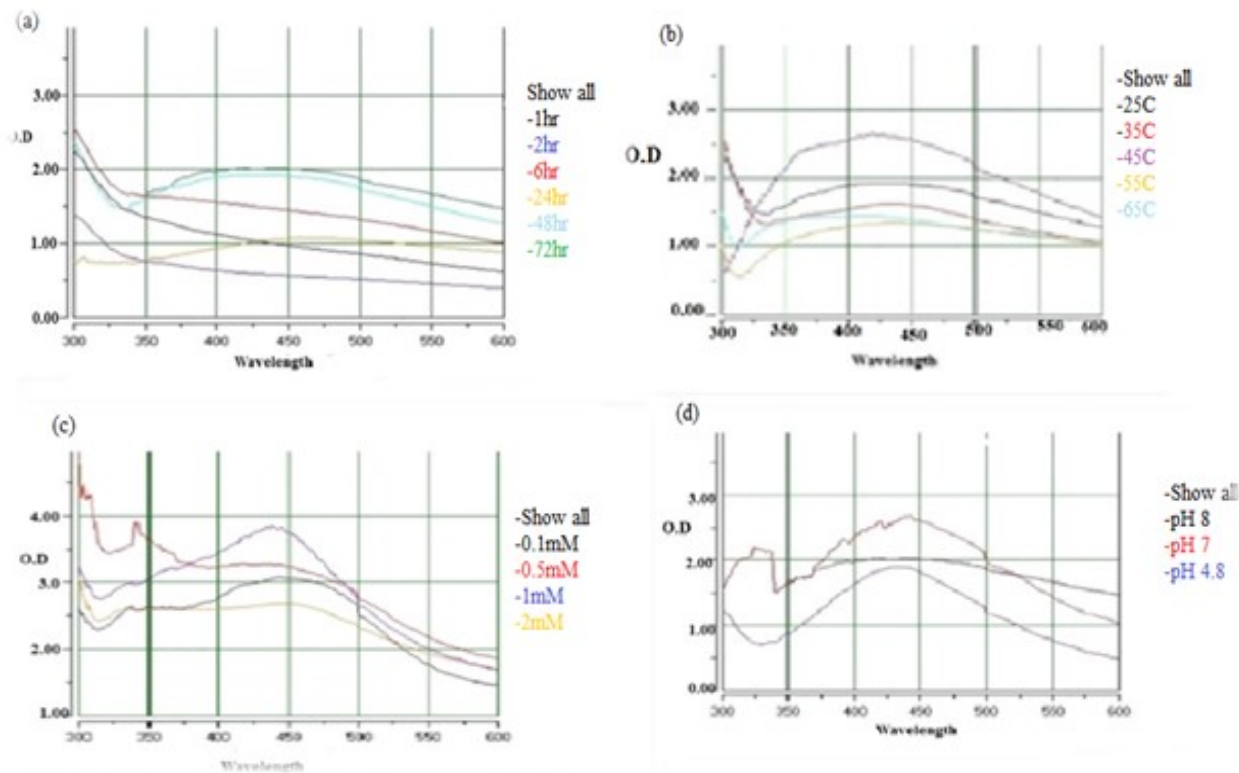 (a)
3.00
O.D
2.00
1.00
0.00
300 350 400 450 500 550 600
Wavelength
Show all
-1hr
-2hr
-6hr
-24hr
-48hr
-72hr
(b)
3.00
O.D
2.00
1.00
0.00
300 350 400 450 500 550 600
Wavelength
-Show all
-25C
-35C
-45C
-55C
-65C
(c)
4.00
O.D
3.0
2.00
1.00
300 350 400 450 500 550 600
Wavelength
-Show all
-0.1mM
-0.5mM
-1mM
-2mM
(d)
3.00
O.D
2.00
1.00
0.00
300 350 400 450 500 550 600
Wavelength
-Show all
-pH 8
-pH 7
-pH 4.8